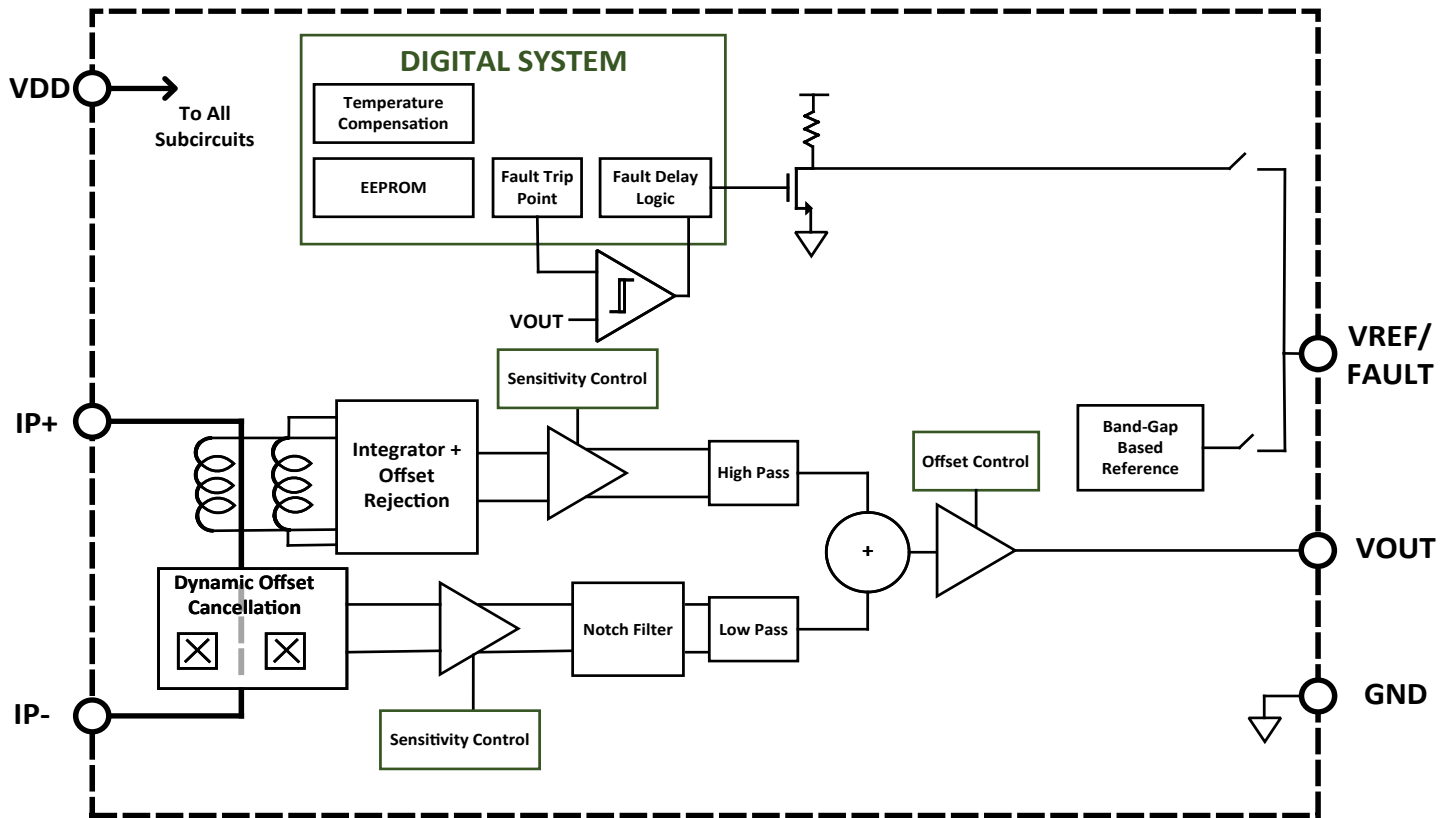 DIGITAL SYSTEM
VDD
To All
Subcircuits
Temperature
Compensation
EEPROM
Fault Trip
Point
Fault Delay
Logic
VOUT
VREF/
FAULT
Sensitivity Control
IP+
Integrator +
Offset
Rejection
High Pass
Offset Control
Band-Gap
Based
Reference
+
VOUT
Dynamic Offset
Cancellation
Notch Filter
Low Pass
IP-
Sensitivity Control
GND